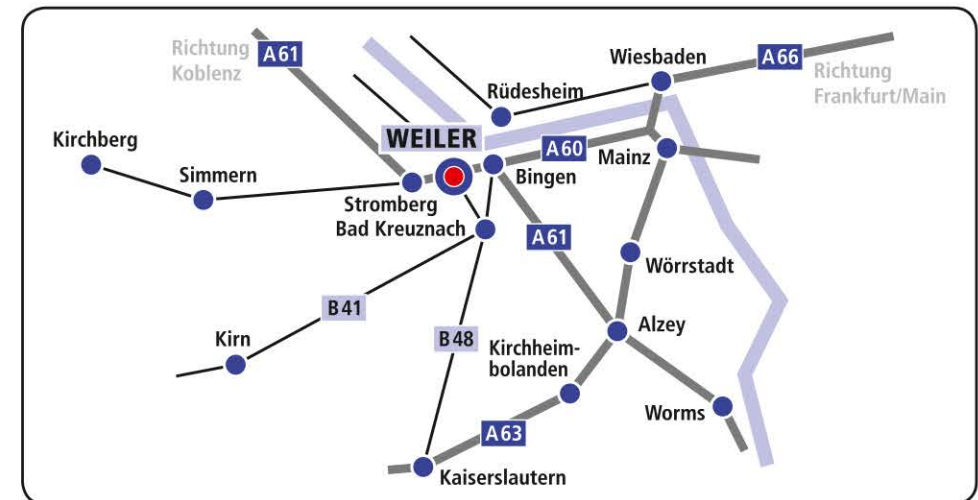 Richtung
Koblenz
A61
Wiesbaden
A66
Richtung
Frankfurt/Main
Rüdesheim
Kirchberg
WEILER
A60
Mainz
Simmern
Bingen
Stromberg
Bad Kreuznach
A61
Wörrstadt
B41
Kirn
B48
Kirchheim-
bolanden
Alzey
Worms
A63
Kaiserslautern